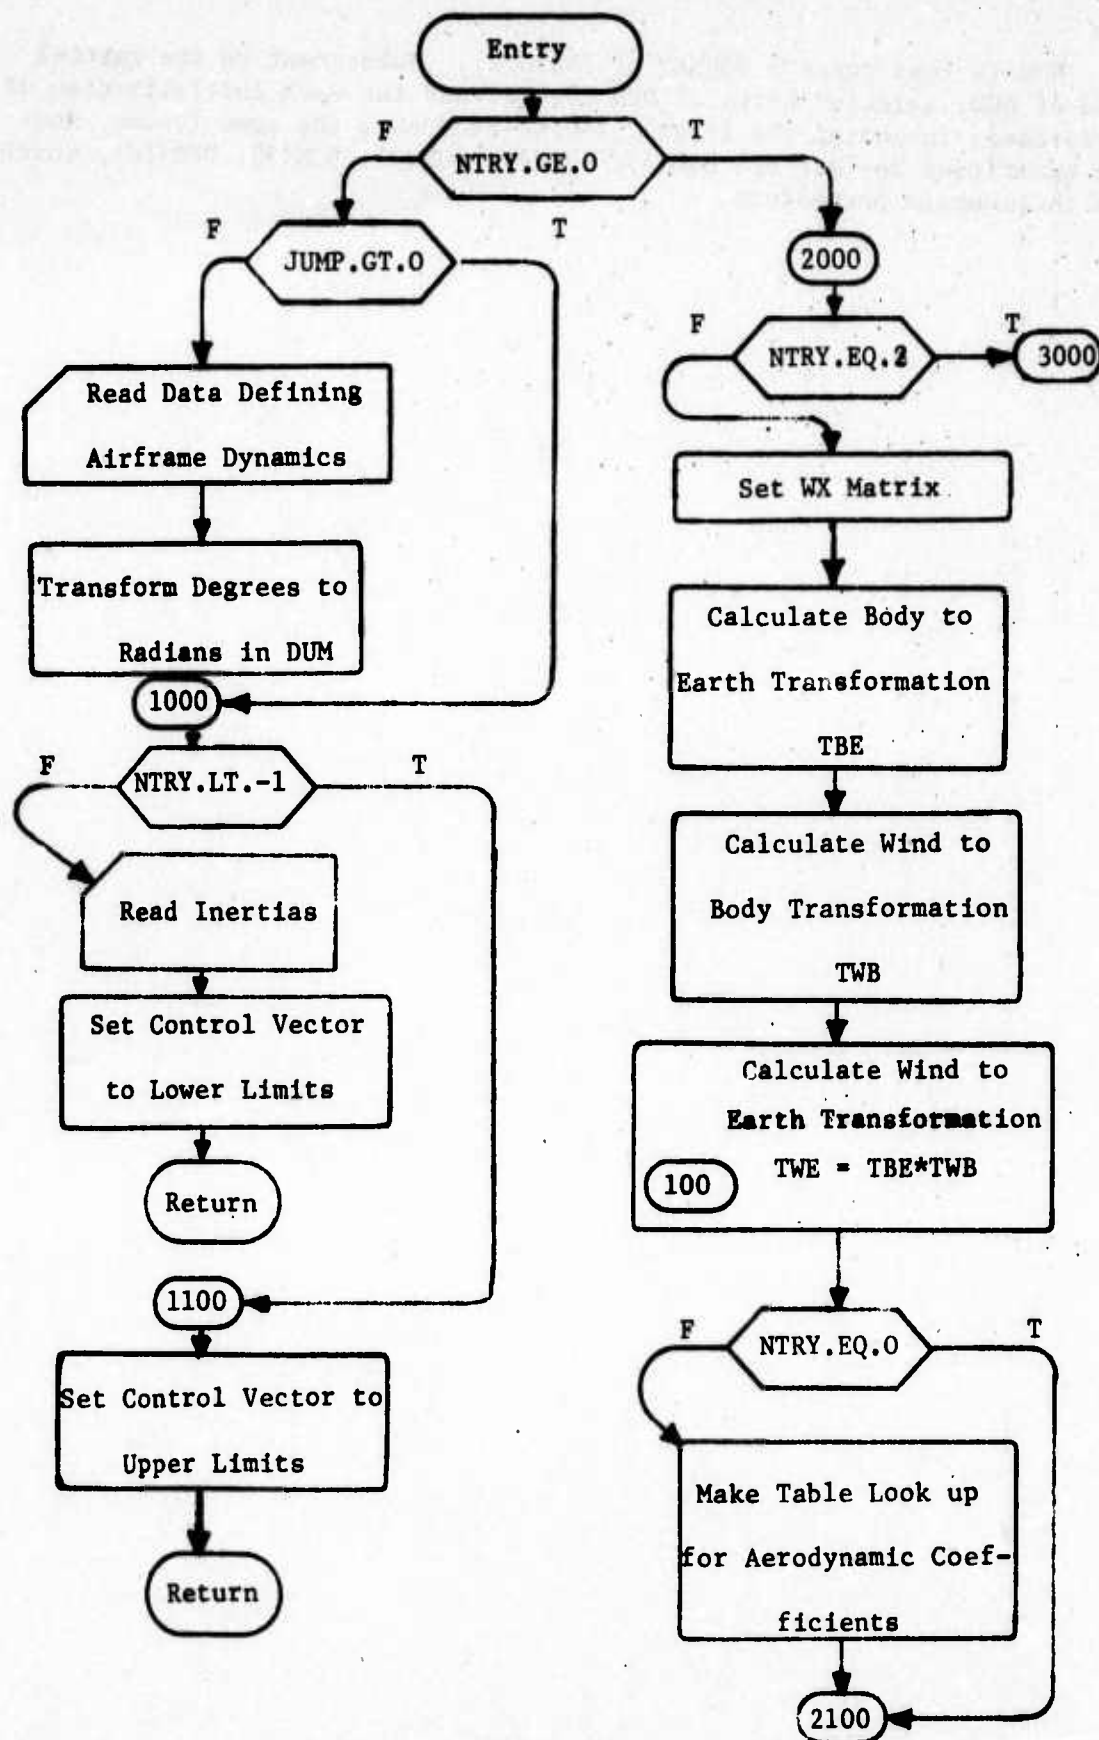 Entry
F
T
NTRY.GE.0
F
T
JUMP.GT.0
Read Data Defining
Airframe Dynamics
Transform Degrees to
Radians in DUM
1000
F
T
NTRY.LT.-1
Read Inertias
Set Control Vector
to Lower Limits
Return
1100
Set Control Vector to
Upper Limits
Return
2000
F
T
NTRY.EQ.2
3000
Set WX Matrix
Calculate Body to
Earth Transformation
TBE
Calculate Wind to
Body Transformation
TWB
Calculate Wind to
Earth Transformation
TWE = TBE*TWB
100
F
T
NTRY.EQ.0
Make Table Look up
for Aerodynamic Coef-
ficients
2100